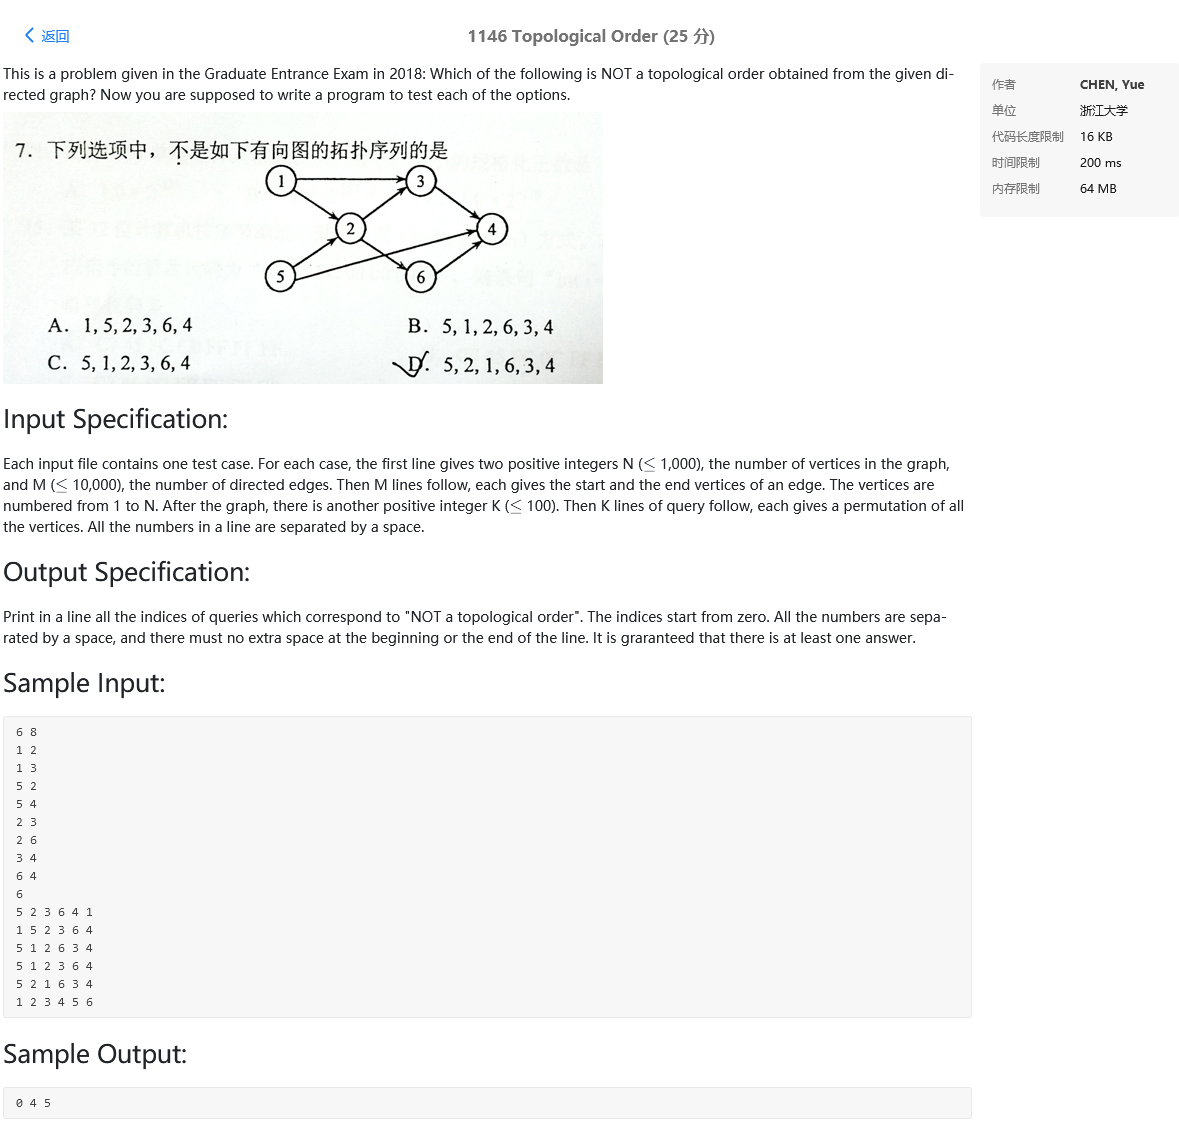 返回
1146 Topological Order (25 分)
This is a problem given in the Graduate Entrance Exam in 2018: Which of the following is NOT a topological order obtained from the given di-
rected graph? Now you are supposed to write a program to test each of the options.
7. 下列选项中，不是如下有向图的拓扑序列的是
1
3
2
4
5
6
A. 1, 5, 2, 3, 6, 4
B. 5, 1, 2, 6, 3, 4
C. 5, 1, 2, 3, 6, 4
D. 5, 2, 1, 6, 3, 4
作者 CHEN, Yue
单位 浙江大学
代码长度限制 16 KB
时间限制 200 ms
内存限制 64 MB
Input Specification:
Each input file contains one test case. For each case, the first line gives two positive integers N (≤ 1,000), the number of vertices in the graph,
and M (≤ 10,000), the number of directed edges. Then M lines follow, each gives the start and the end vertices of an edge. The vertices are
numbered from 1 to N. After the graph, there is another positive integer K (≤ 100). Then K lines of query follow, each gives a permutation of all
the vertices. All the numbers in a line are separated by a space.
Output Specification:
Print in a line all the indices of queries which correspond to "NOT a topological order". The indices start from zero. All the numbers are sepa-
rated by a space, and there must no extra space at the beginning or the end of the line. It is graranteed that there is at least one answer.
Sample Input:
6 8
1 2
1 3
5 2
5 4
2 3
2 6
3 4
6 4
6
5 2 3 6 4 1
1 5 2 3 6 4
5 1 2 6 3 4
5 1 2 3 6 4
5 2 1 6 3 4
1 2 3 4 5 6
Sample Output:
0 4 5